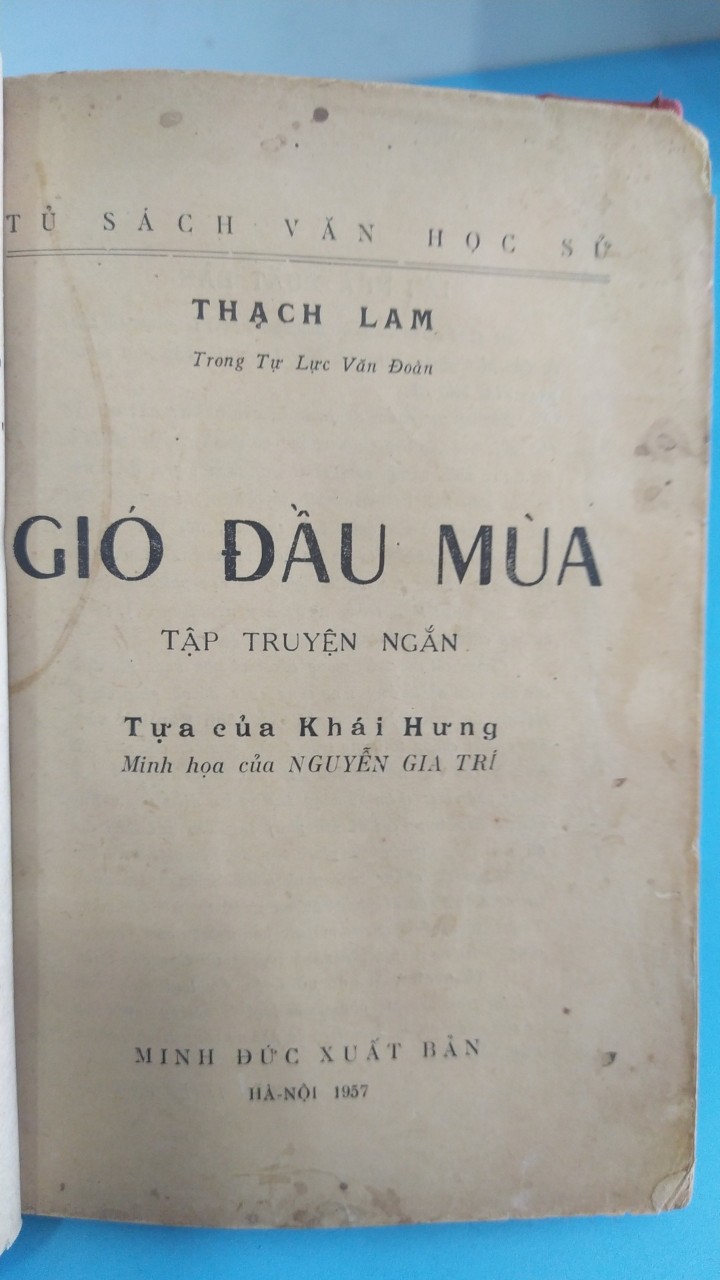 TỦ SÁCH VĂN HỌC SỬ
THẠCH LAM
Trong Tự Lực Văn Đoàn
GIÓ ĐẦU MÙA
TẬP TRUYỆN NGẮN
Tựa của Khái Hưng
Minh họa của NGUYỄN GIA TRÍ
MINH ĐỨC XUẤT BẢN
HÀ-NỘI 1957